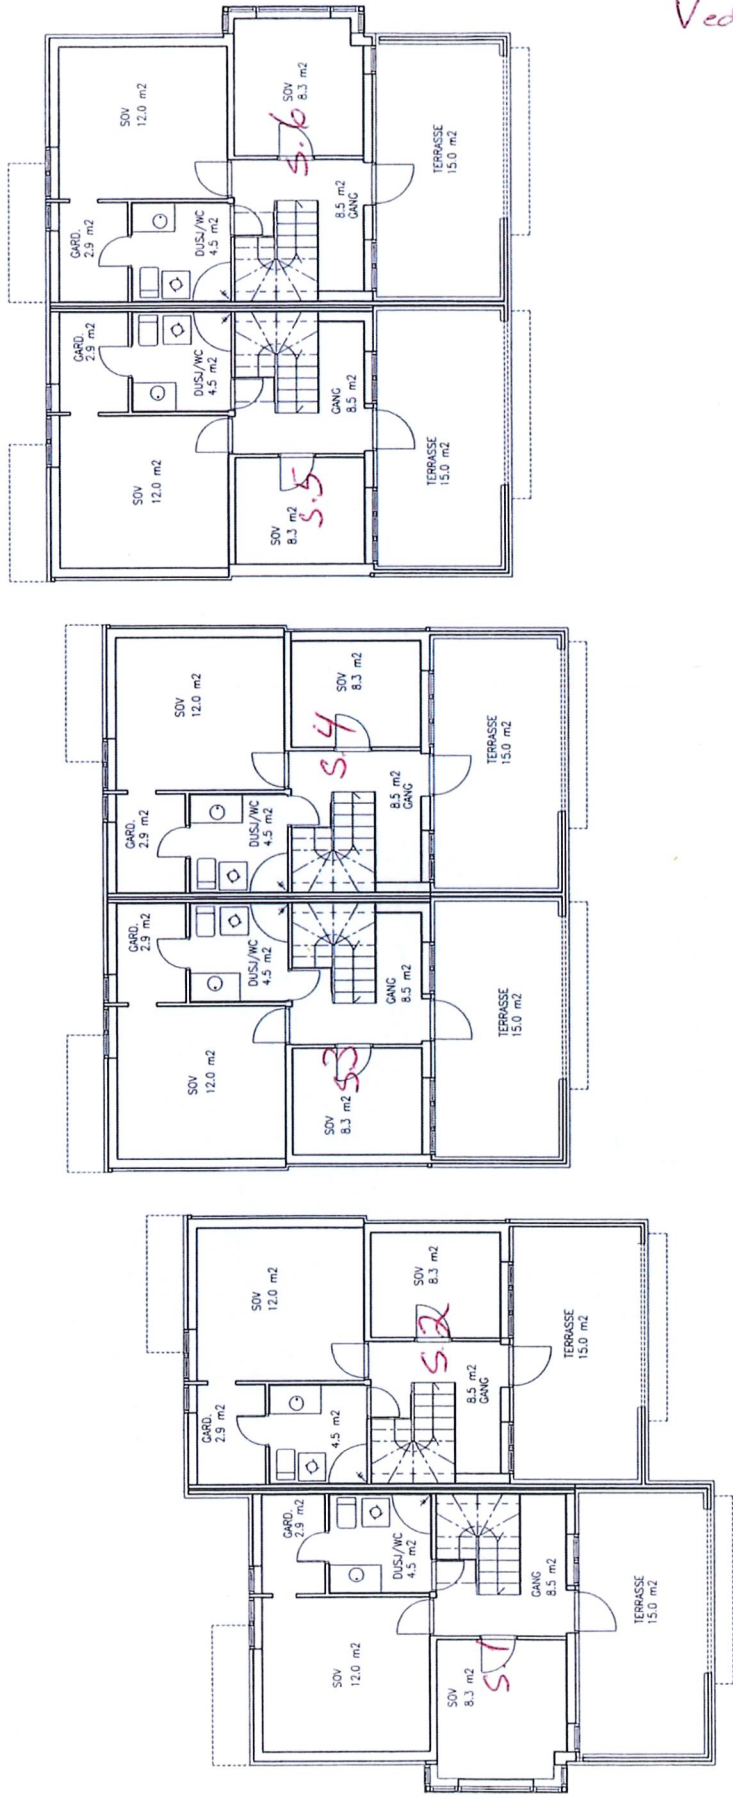 Ved
SOV
12.0 m2
SOV
8.3 m2
S.6
GARD.
2.9 m2
DUSJ/WC
4.5 m2
8.5 m2
GANG
TERRASSE
15.0 m2
GARD.
2.9 m2
DUSJ/WC
4.5 m2
GANG
8.5 m2
SOV
12.0 m2
SOV
8.3 m2
S.5
TERRASSE
15.0 m2
SOV
12.0 m2
SOV
8.3 m2
S.4
GARD.
2.9 m2
DUSJ/WC
4.5 m2
8.5 m2
GANG
TERRASSE
15.0 m2
GARD.
2.9 m2
DUSJ/WC
4.5 m2
GANG
8.5 m2
SOV
12.0 m2
SOV
8.3 m2
S.3
TERRASSE
15.0 m2
SOV
12.0 m2
SOV
8.3 m2
S.2
GARD.
2.9 m2
4.5 m2
8.5 m2
GANG
TERRASSE
15.0 m2
GARD.
2.9 m2
DUSJ/WC
4.5 m2
GANG
8.5 m2
SOV
12.0 m2
SOV
8.3 m2
S.1
TERRASSE
15.0 m2